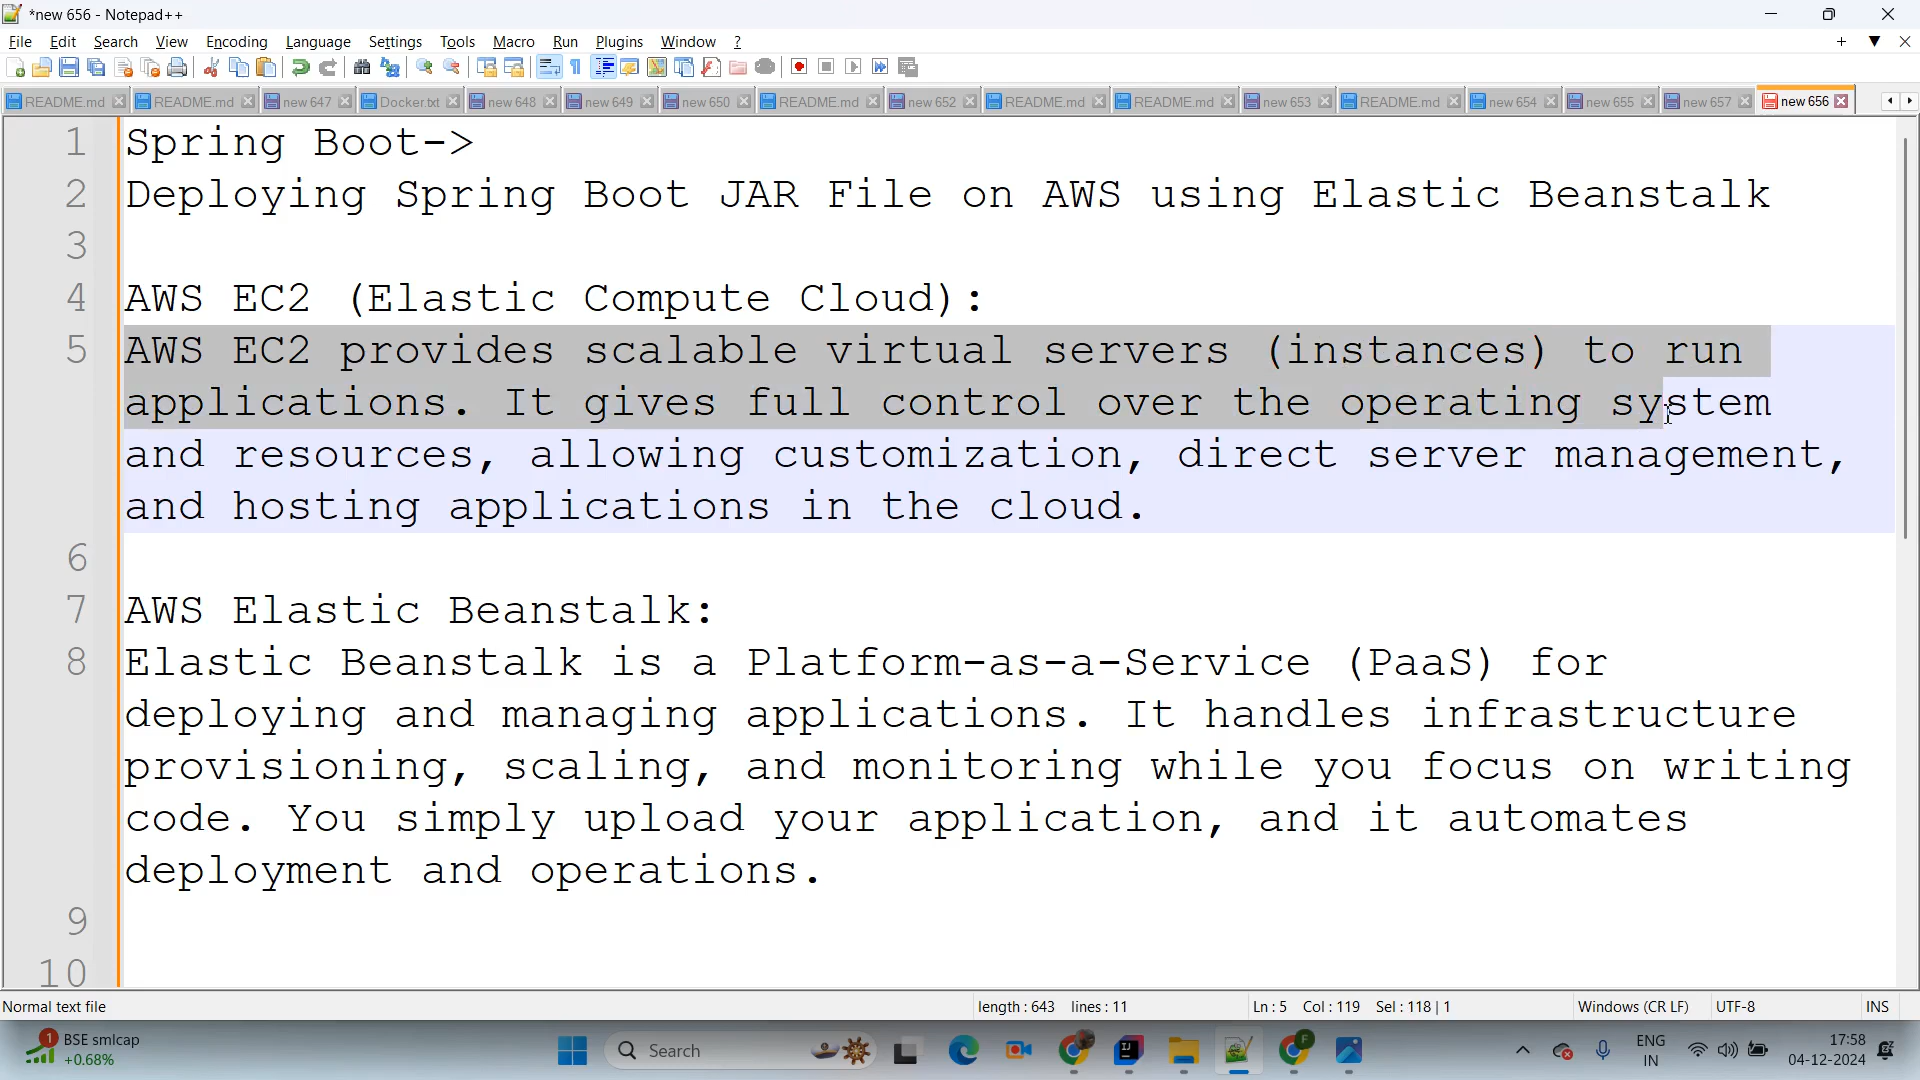 *new 656 - Notepad++
File Edit Search View Encoding Language Settings Tools Macro Run Plugins Window ?
README.md README.md new 647 Docker.txt new 648 new 649 new 650 README.md new 652 README.md README.md new 653 README.md new 654 new 655 new 657 new 656
1 Spring Boot->
2 Deploying Spring Boot JAR File on AWS using Elastic Beanstalk
3
4 AWS EC2 (Elastic Compute Cloud):
5 AWS EC2 provides scalable virtual servers (instances) to run
applications. It gives full control over the operating system
and resources, allowing customization, direct server management,
and hosting applications in the cloud.
6
7 AWS Elastic Beanstalk:
8 Elastic Beanstalk is a Platform-as-a-Service (PaaS) for
deploying and managing applications. It handles infrastructure
provisioning, scaling, and monitoring while you focus on writing
code. You simply upload your application, and it automates
deployment and operations.
9
10
Normal text file length : 643 lines : 11 Ln : 5 Col : 119 Sel : 118 | 1 Windows (CR LF) UTF-8 INS
1 BSE smlcap Search ENG 17:58
+0.68% IN 04-12-2024